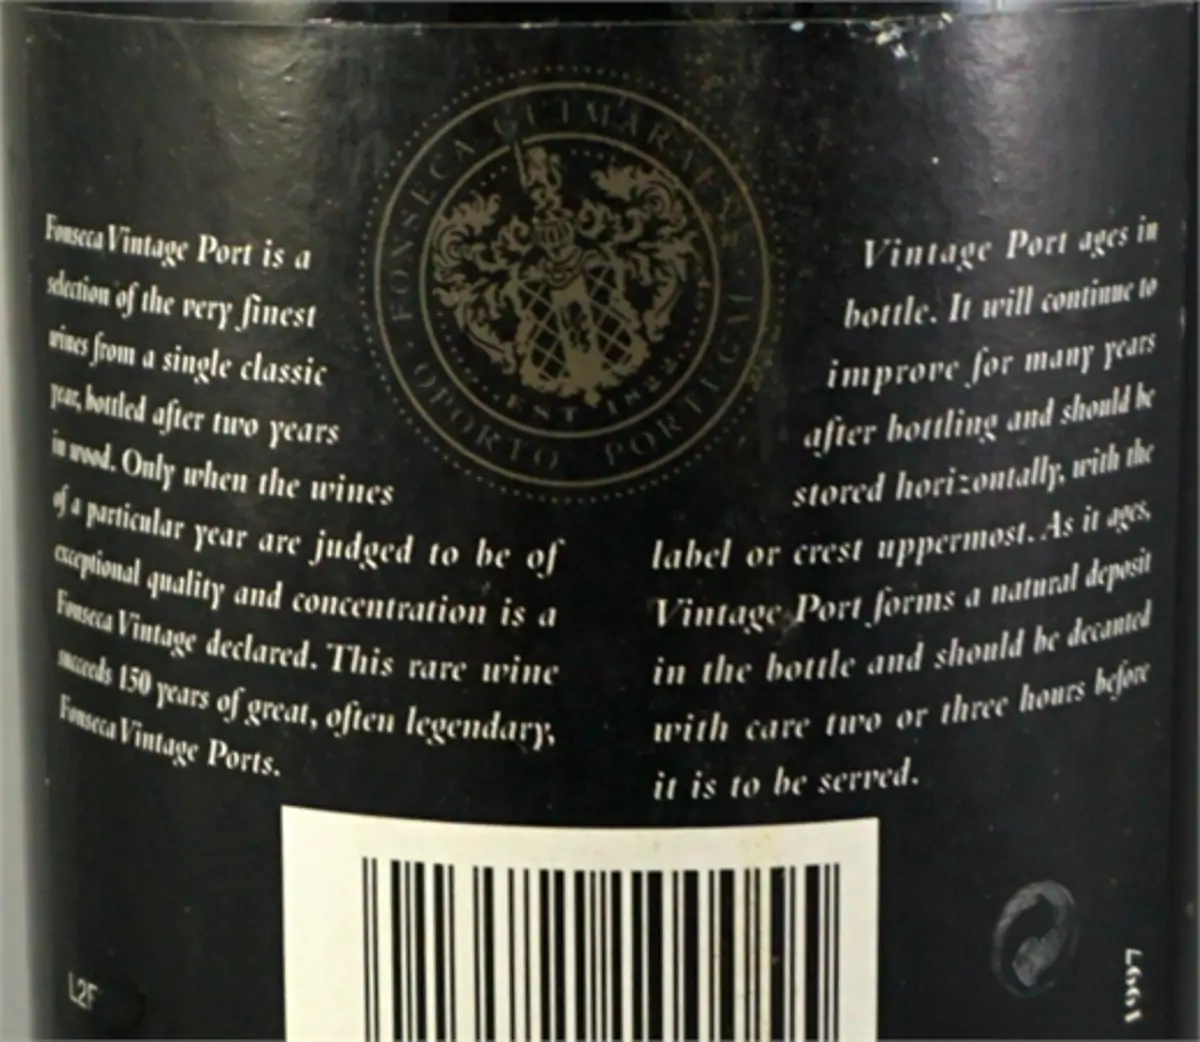 FONSECA GUIMARAENS
OPORTO PORTUGAL
EST 1822
Fonseca Vintage Port is a
selection of the very finest
wines from a single classic
year, bottled after two years
in wood. Only when the wines
of a particular year are judged to be of
exceptional quality and concentration is a
Fonseca Vintage declared. This rare wine
succeeds 150 years of great, often legendary,
Fonseca Vintage Ports.
Vintage Port ages in
bottle. It will continue to
improve for many years
after bottling and should be
stored horizontally, with the
label or crest uppermost. As it ages,
Vintage Port forms a natural deposit
in the bottle and should be decanted
with care two or three hours before
it is to be served.
L2F
1997